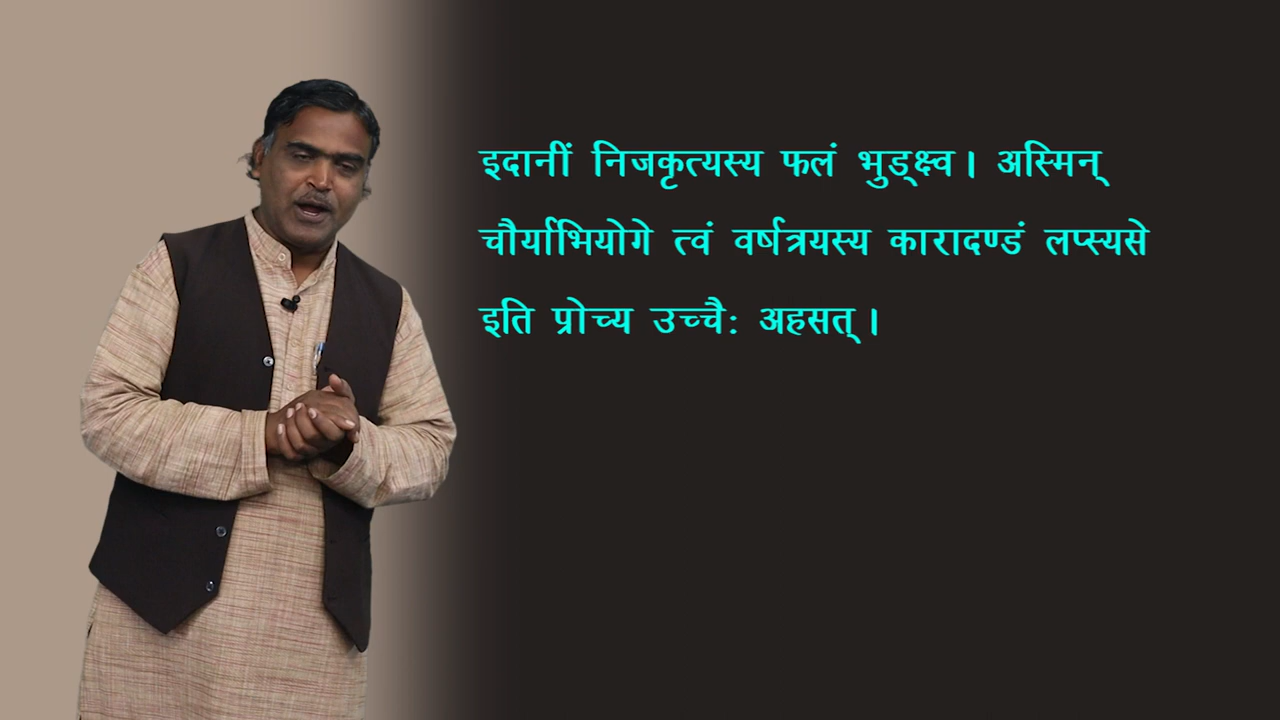 इदानीं निजकृत्यस्य फलं भुड्क्ष्व। अस्मिन्
चौर्याभियोगे त्वं वर्षत्रयस्य कारादण्डं लप्स्यसे
इति प्रोच्य उच्चैः अहसत्।